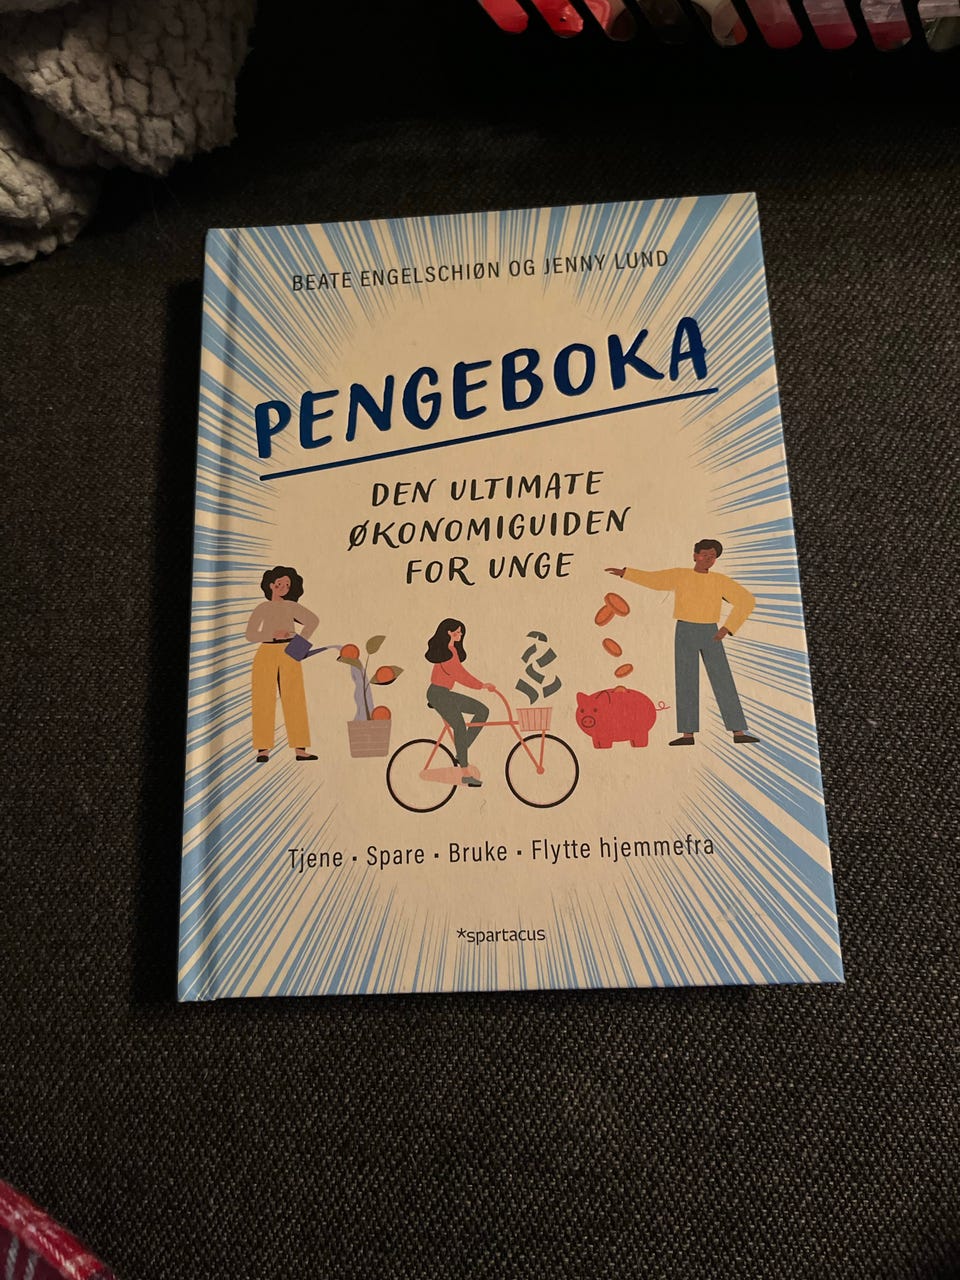 BEATE ENGELSCHIØN OG JENNY LUND
PENGEBOKA
DEN ULTIMATE
ØKONOMIGUIDEN
FOR UNGE
Tjene · Spare · Bruke · Flytte hjemmefra
*spartacus